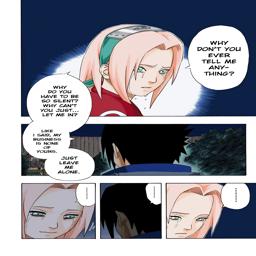 WHY
DON'T YOU
EVER
TELL ME
ANY-
THING?
WHY
DO YOU
HAVE TO BE
SO SILENT?
WHY CAN'T
YOU JUST...
LET ME IN?
LIKE
I SAID, MY
BUSINESS
IS NONE
OF
YOURS.
JUST
LEAVE
ME
ALONE.